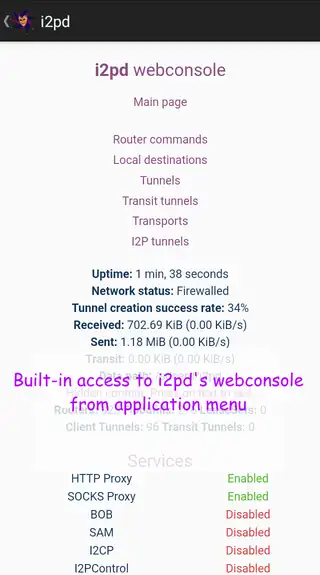 i2pd
i2pd webconsole
Main page
Router commands
Local destinations
Tunnels
Transit tunnels
Transports
I2P tunnels
Uptime: 1 min, 38 seconds
Network status: Firewalled
Tunnel creation success rate: 34%
Received: 702.69 KiB (0.00 KiB/s)
Sent: 1.18 MiB (0.00 KiB/s)
Transit: 0.00 KiB (0.00 KiB/s)
Built-in access to i2pd's webconsole
from application menu
Client Tunnels: 96 Transit Tunnels: 0
Services
HTTP Proxy Enabled
SOCKS Proxy Enabled
BOB Disabled
SAM Disabled
I2CP Disabled
I2PControl Disabled